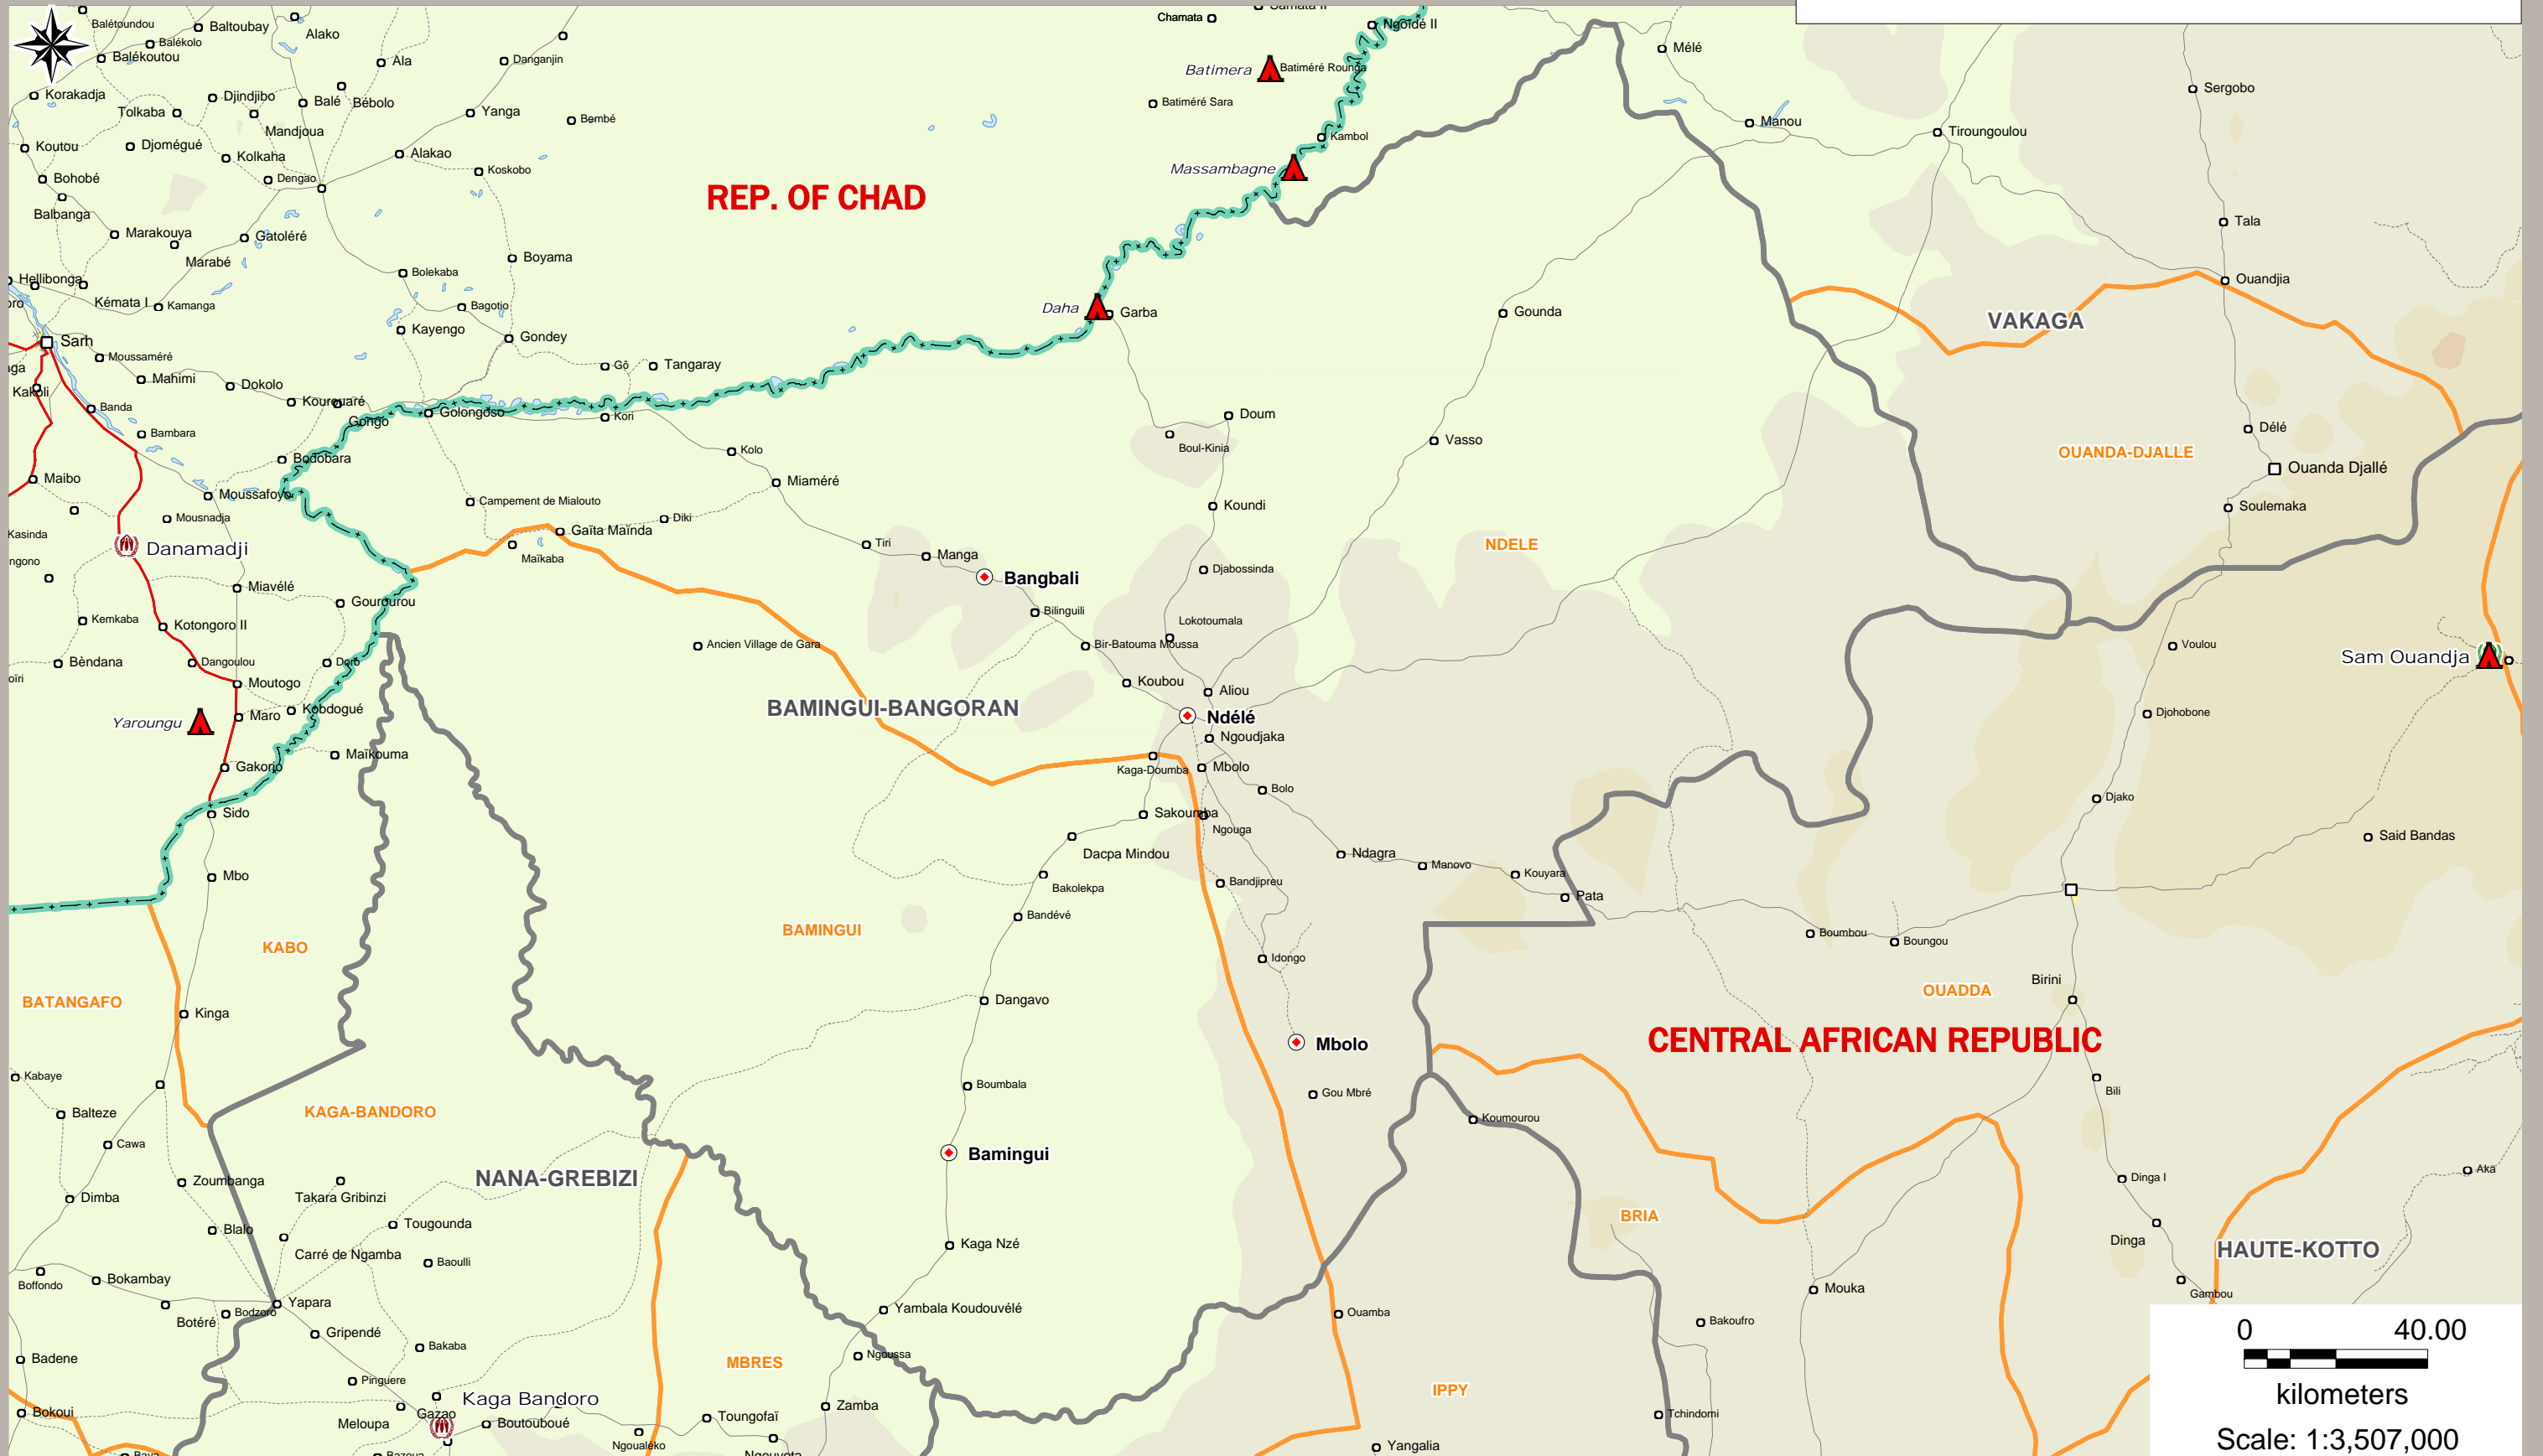 Balétoundou
Baltoubay
Alako
Balékolo
Balékoutou
Ala
Danganjin
Chamata
Ngoïdé II
Batimera
Batiméré Rounga
Mélé
Sergobo
Korakadja
Djindjibo
Balé
Bébolo
Tolkaba
Yanga
Bembé
Batiméré Sara
Mandjoua
Kambol
Manou
Tiroungoulou
Koutou
Djomégué
Kolkaha
Alakao
Koskobo
Massambagne
Bohobé
Dengao
REP. OF CHAD
Balbanga
Marakouya
Gatoléré
Tala
Marabé
Boyama
Hellibonga
Bolekaba
Ouandjia
Kémata I
Kamanga
Bagotio
Daha
Garba
Gounda
VAKAGA
Sarh
Kayengo
Gondey
Moussaméré
Gô
Tangaray
Mahimi
Dokolo
Kakoli
Banda
Kourouaré
Golongoso
Kori
Doum
Gongo
Délé
Bambara
Kolo
Boul-Kinia
Vasso
OUANDA-DJALLE
Bodobara
Ouanda Djallé
Maibo
Miaméré
Moussafoyo
Campement de Mialouto
Koundi
Soulemaka
Mousnadja
Diki
Kasinda
Gaïta Maïnda
Danamadji
Maïkaba
Tiri
Manga
NDELE
Bangbali
Djabossinda
Miavélé
Gourourou
Kemkaba
Kotongoro II
Bilinguili
Lokotoumala
Ancien Village de Gara
Bir-Batouma Moussa
Voulou
Bèndana
Dangoulou
Doro
Sam Ouandja
Moutogo
Koubou
Aliou
Yaroungu
Maro
Kobdogué
BAMINGUI-BANGORAN
Ndélé
Djohobone
Ngoudjaka
Maïkouma
Gakorio
Kaga-Doumba
Mbolo
Bolo
Djako
Sido
Sakoumba
Ngouga
Said Bandas
Dacpa Mindou
Ndagra
Manovo
Mbo
Bakolekpa
Bandjipreu
Kouyara
Pata
Bandévé
BAMINGUI
Boumbou
Boungou
KABO
Idongo
Birini
BATANGAFO
OUADDA
Kinga
Dangavo
Mbolo
CENTRAL AFRICAN REPUBLIC
Kabaye
Boumbala
Gou Mbré
Bili
Balteze
KAGA-BANDORO
Koumourou
Cawa
Bamingui
Aka
Zoumbanga
NANA-GREBIZI
Dinga I
Dimba
Takara Gribinzi
BRIA
Blalo
Tougounda
Dinga
Carré de Ngamba
Kaga Nzé
HAUTE-KOTTO
Baoulli
Boffondo
Bokambay
Mouka
Gambou
Yapara
Bodzoro
Yambala Koudouvélé
Ouamba
Botéré
Bakoufro
Gripendé
Bakaba
Badene
Ngoussa
MBRES
Pinguere
IPPY
Kaga Bandoro
Bokoui
Meloupa
Gazao
Boutouboué
Toungofaï
Zamba
Tchindomi
Ngoualéko
Yangalia
0 40.00
kilometers
Scale: 1:3,507,000